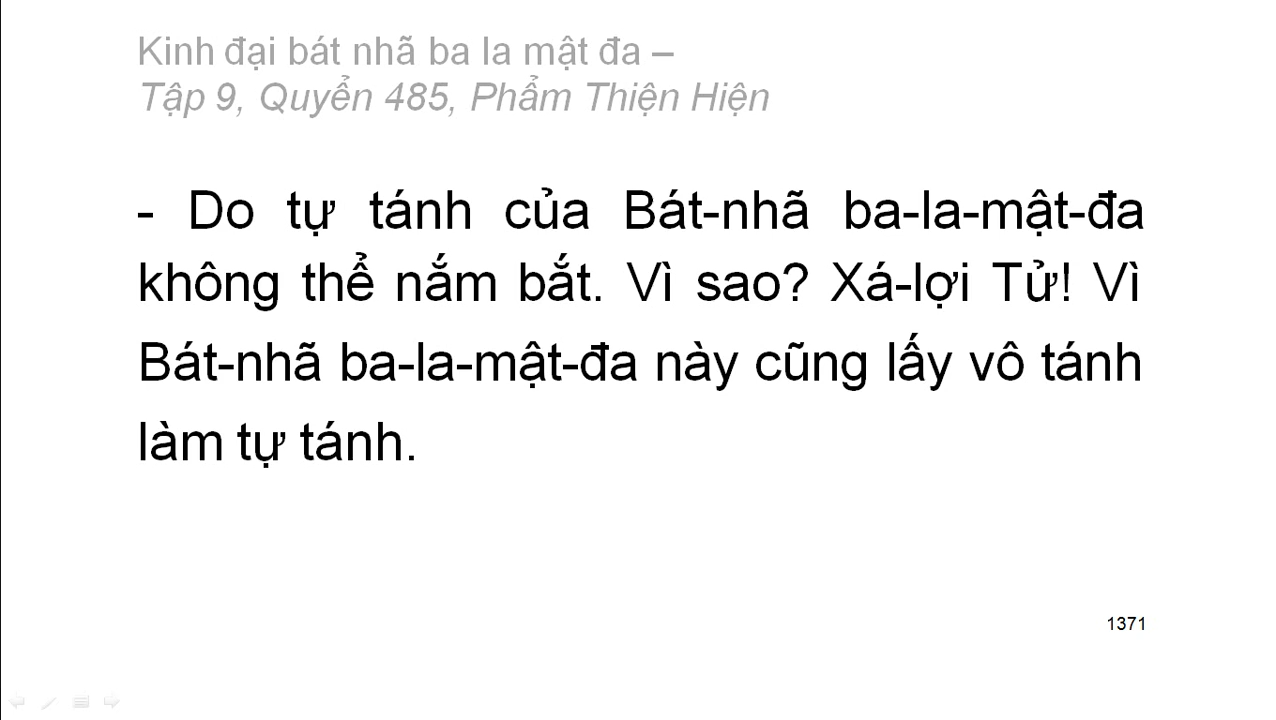 Kinh đại bát nhã ba la mật đa –
Tập 9, Quyển 485, Phẩm Thiện Hiện
- Do tự tánh của Bát-nhã ba-la-mật-đa
không thể nắm bắt. Vì sao? Xá-lợi Tử! Vì
Bát-nhã ba-la-mật-đa này cũng lấy vô tánh
làm tự tánh.
1371